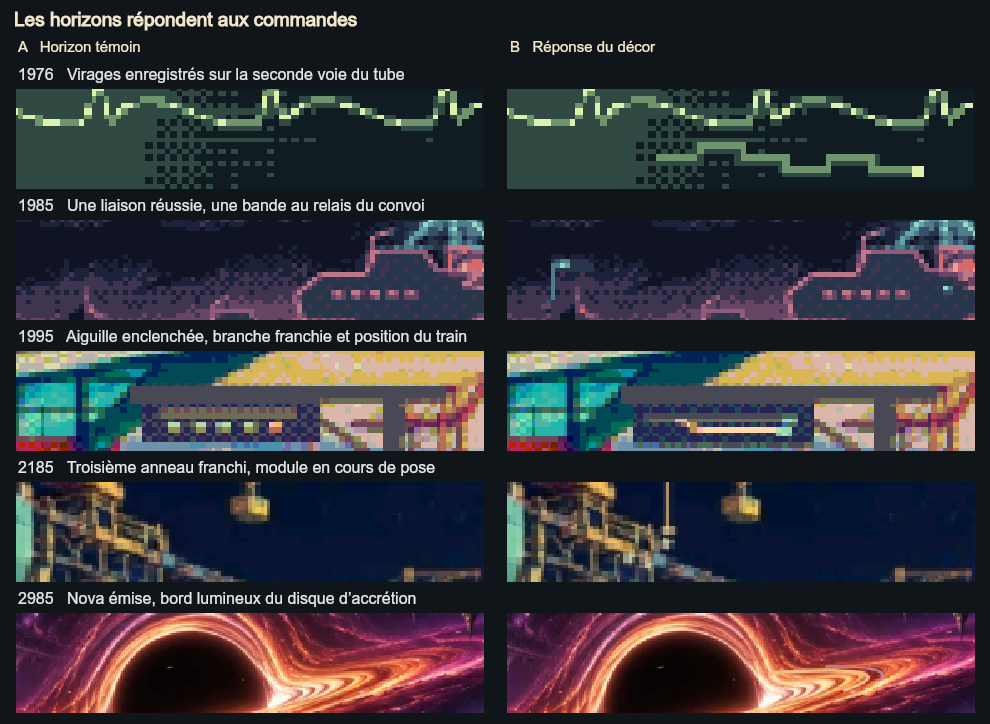 Les horizons répondent aux commandes
A Horizon témoin
B Réponse du décor
1976 Virages enregistrés sur la seconde voie du tube
1985 Une liaison réussie, une bande au relais du convoi
1995 Aiguille enclenchée, branche franchie et position du train
2185 Troisième anneau franchi, module en cours de pose
2985 Nova émise, bord lumineux du disque d’accrétion